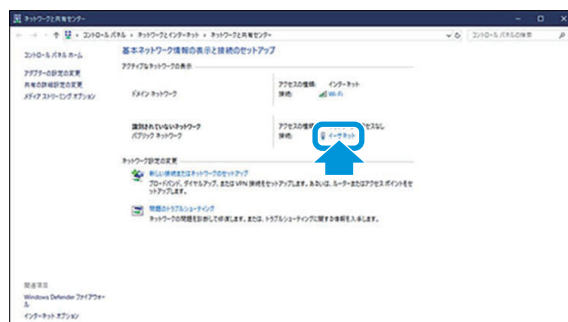 ネットワークと共有センター
コントロール パネル › ネットワークとインターネット › ネットワークと共有センター
コントロール パネルの検索
コントロール パネル ホーム
アダプターの設定の変更
共有の詳細設定の変更
メディア ストリーミング オプション
基本ネットワーク情報の表示と接続のセットアップ
アクティブなネットワークの表示
ドメイン ネットワーク
アクセスの種類: インターネット
接続: Wi-Fi
識別されていないネットワーク
パブリック ネットワーク
アクセスの種類 セスなし
接続: イーサネット
ネットワーク設定の変更
新しい接続またはネットワークのセットアップ
ブロードバンド、ダイヤルアップ、または VPN 接続をセットアップします。あるいは、ルーターまたはアクセス ポイントをセ
ットアップします。
問題のトラブルシューティング
ネットワークの問題を診断して修復します。または、トラブルシューティングに関する情報を入手します。
関連項目
Windows Defender ファイアウォー
ル
インターネット オプション